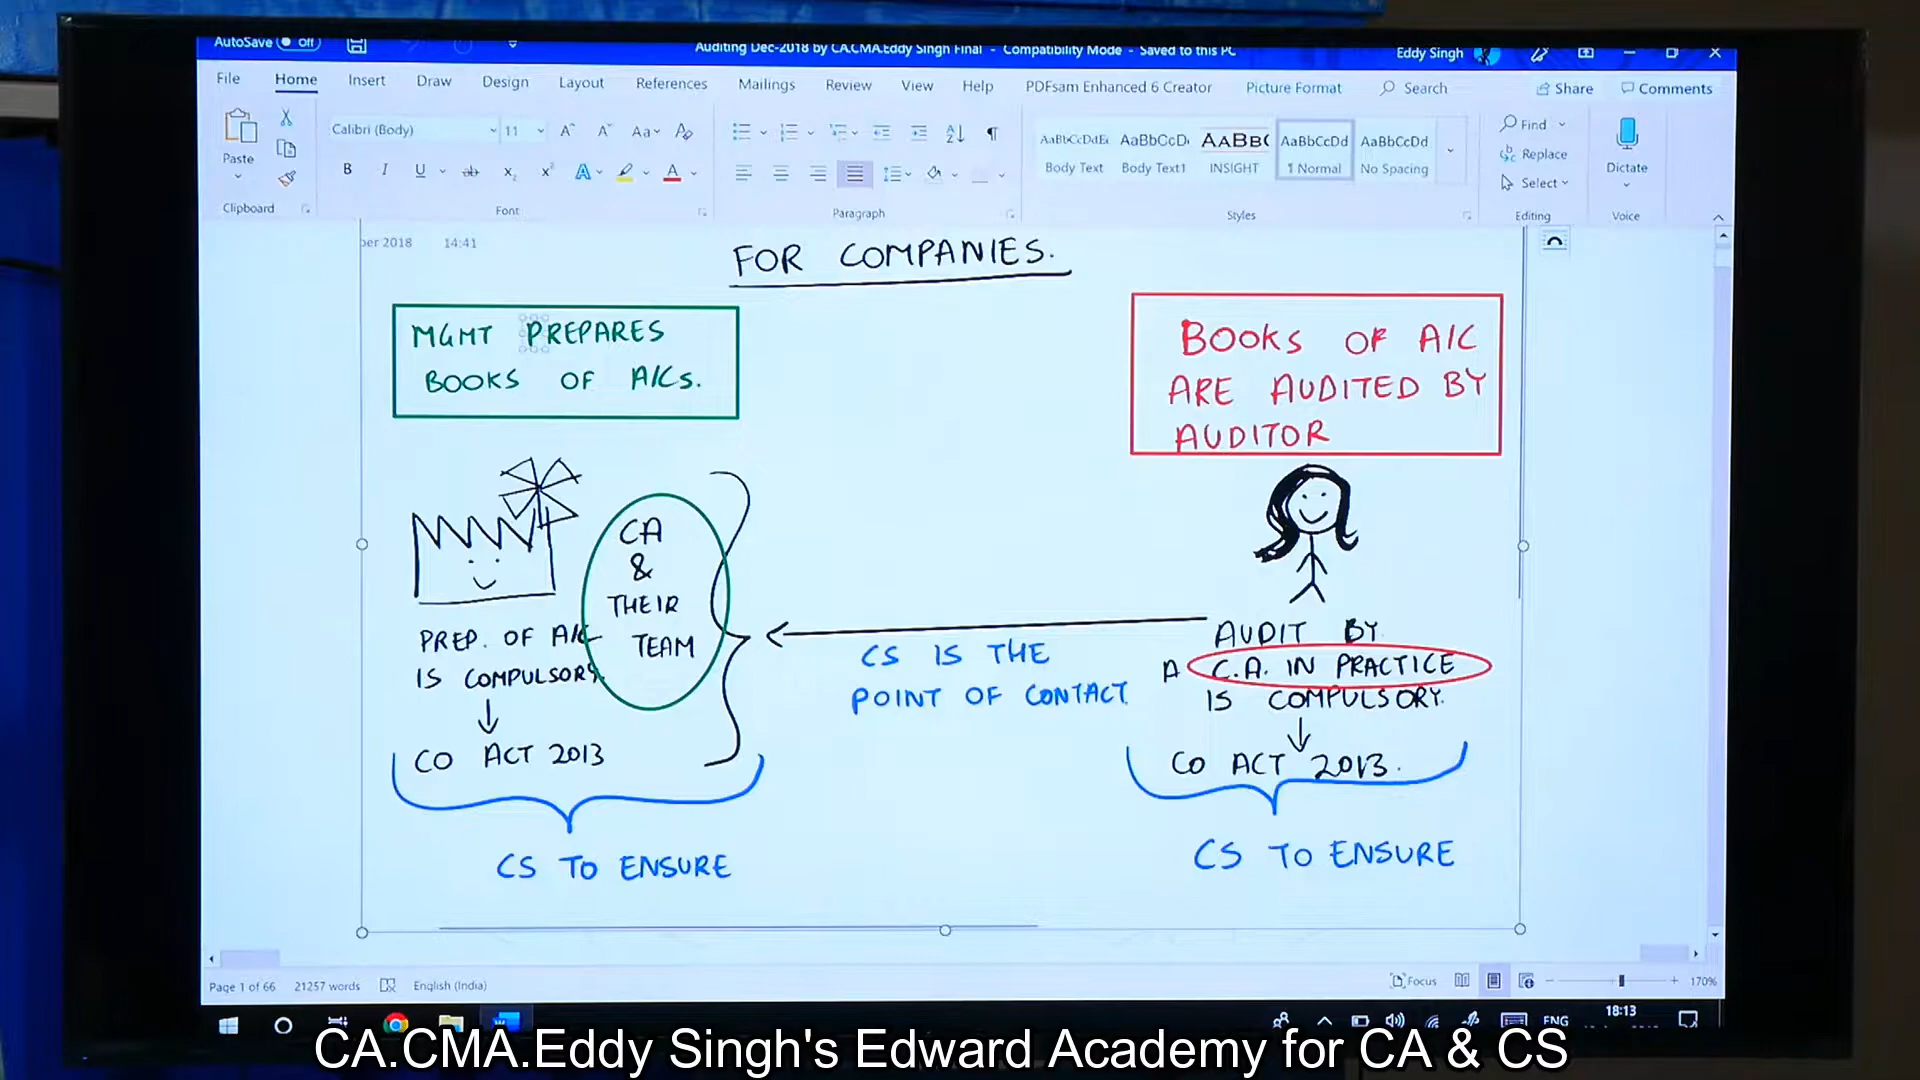 AutoSave Off
Auditing Dec-2018 by CA.CMA.Eddy Singh Final - Compatibility Mode - Saved to this PC
Eddy Singh
File Home Insert Draw Design Layout References Mailings Review View Help PDFsam Enhanced 6 Creator Picture Format Search Share Comments
Paste
Clipboard
Calibri (Body) 11
Font
Paragraph
AaBbCcDdEe AaBbCcDc AABBC AaBbCcDd AaBbCcDd
Body Text Body Text1 INSIGHT 1 Normal No Spacing
Styles
Find
Replace
Select
Editing
Dictate
Voice
ber 2018 14:41
FOR COMPANIES.
MGMT PREPARES
BOOKS OF A/Cs.
BOOKS OF A/C
ARE AUDITED BY
AUDITOR
CA
&
THEIR
TEAM
PREP. OF A/C
IS COMPULSORY.
CO ACT 2013
CS TO ENSURE
CS IS THE
POINT OF CONTACT
AUDIT BY
A C.A. IN PRACTICE
IS COMPULSORY.
CO ACT 2013.
CS TO ENSURE
Page 1 of 66 21257 words English (India) Focus 170%
ENG 18:13
CA.CMA.Eddy Singh's Edward Academy for CA & CS